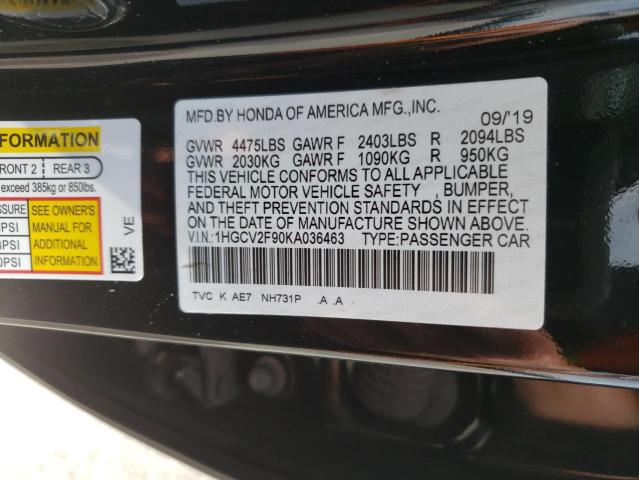 NFORMATION
FRONT 2 REAR 3
exceed 385kg or 850lbs.
SEE OWNER'S
MANUAL FOR
ADDITIONAL
INFORMATION
PSI
PSI
PSI
VE
MFD.BY HONDA OF AMERICA MFG.,INC. 09/'19
GVWR 4475LBS GAWR F 2403LBS R 2094LBS
GVWR 2030KG GAWR F 1090KG R 950KG
THIS VEHICLE CONFORMS TO ALL APPLICABLE
FEDERAL MOTOR VEHICLE SAFETY , BUMPER,
AND THEFT PREVENTION STANDARDS IN EFFECT
ON THE DATE OF MANUFACTURE SHOWN ABOVE.
V.I.N.:1HGCV2F90KA036463 TYPE:PASSENGER CAR
TVC K AE7 NH731P .A .A